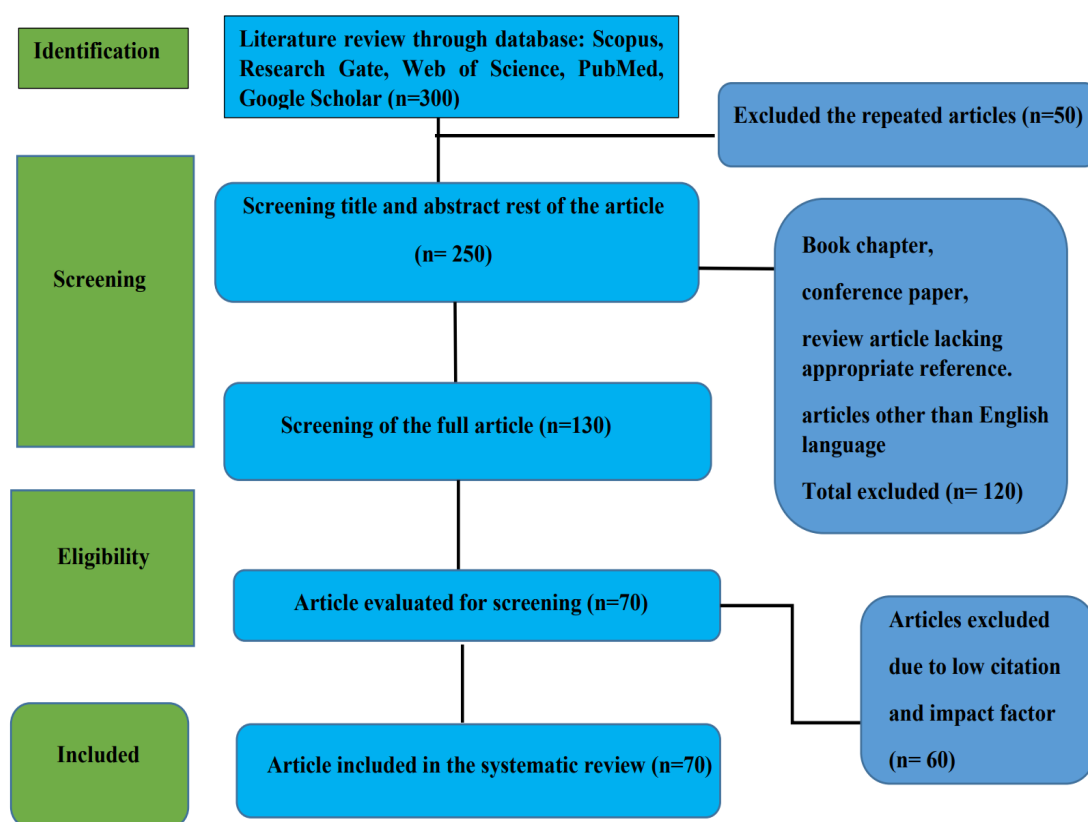 Identification
Literature review through database: Scopus,
Research Gate, Web of Science, PubMed,
Google Scholar (n=300)
Excluded the repeated articles (n=50)
Screening
Screening title and abstract rest of the article
(n= 250)
Book chapter,
conference paper,
review article lacking
appropriate reference.
articles other than English
language
Total excluded (n= 120)
Screening of the full article (n=130)
Eligibility
Article evaluated for screening (n=70)
Articles excluded
due to low citation
and impact factor
(n= 60)
Included
Article included in the systematic review (n=70)